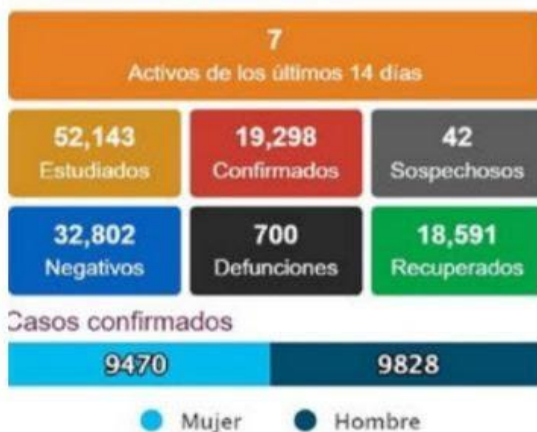 7
Activos de los últimos 14 días
52,143
Estudiados
19,298
Confirmados
42
Sospechosos
32,802
Negativos
700
Defunciones
18,591
Recuperados
Casos confirmados
9470
9828
Mujer
Hombre